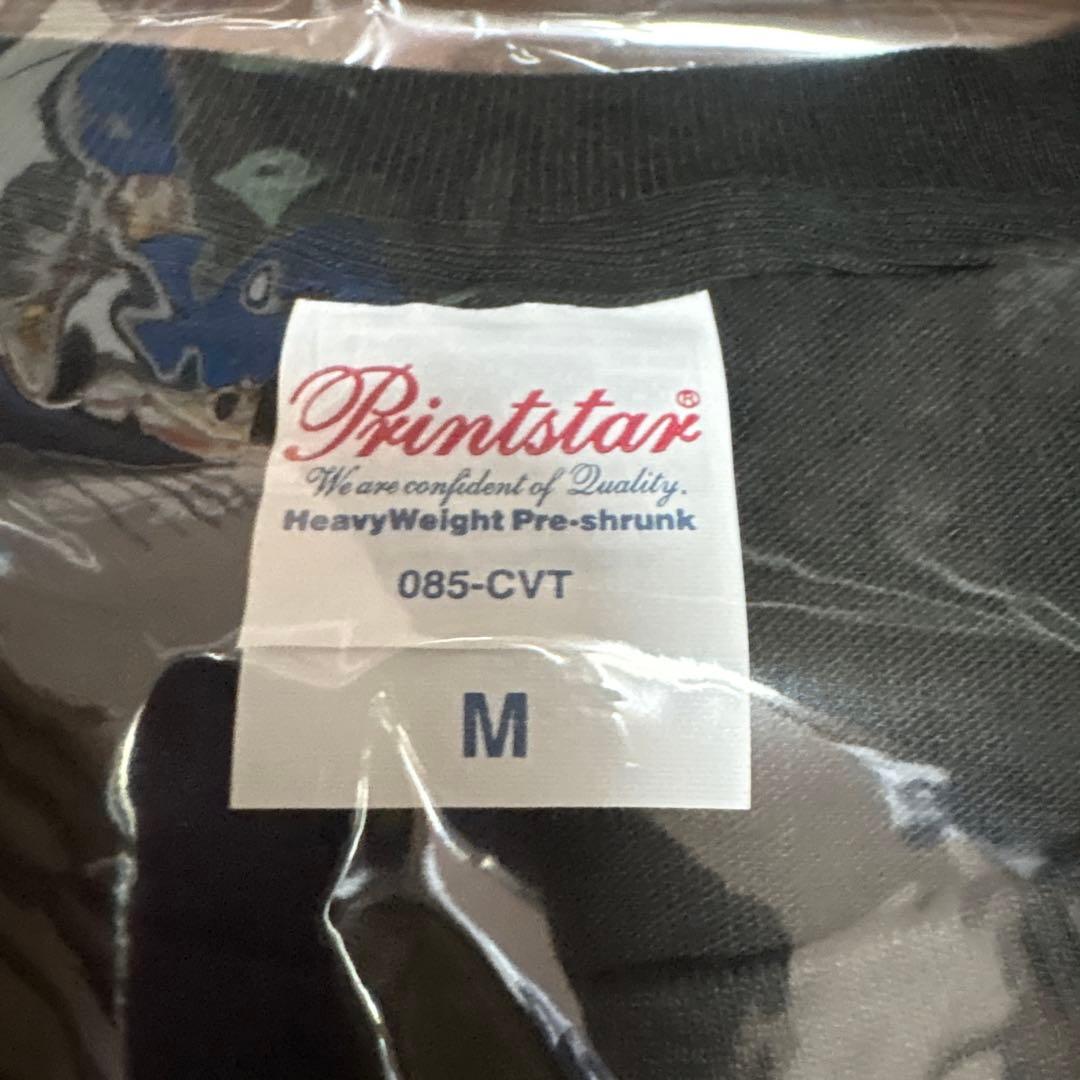 Printstar®
We are confident of Quality.
HeavyWeight Pre-shrunk
085-CVT
M